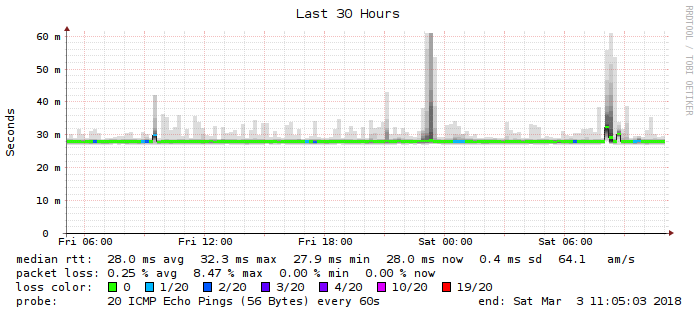 Last 30 Hours
RRDTOOL / TOBI OETIKER
Seconds
60 m
50 m
40 m
30 m
20 m
10 m
0
Fri 06:00 Fri 12:00 Fri 18:00 Sat 00:00 Sat 06:00
median rtt: 28.0 ms avg 32.3 ms max 27.9 ms min 28.0 ms now 0.4 ms sd 64.1 am/s
packet loss: 0.25 % avg 8.47 % max 0.00 % min 0.00 % now
loss color: 0 1/20 2/20 3/20 4/20 10/20 19/20
probe: 20 ICMP Echo Pings (56 Bytes) every 60s end: Sat Mar 3 11:05:03 2018